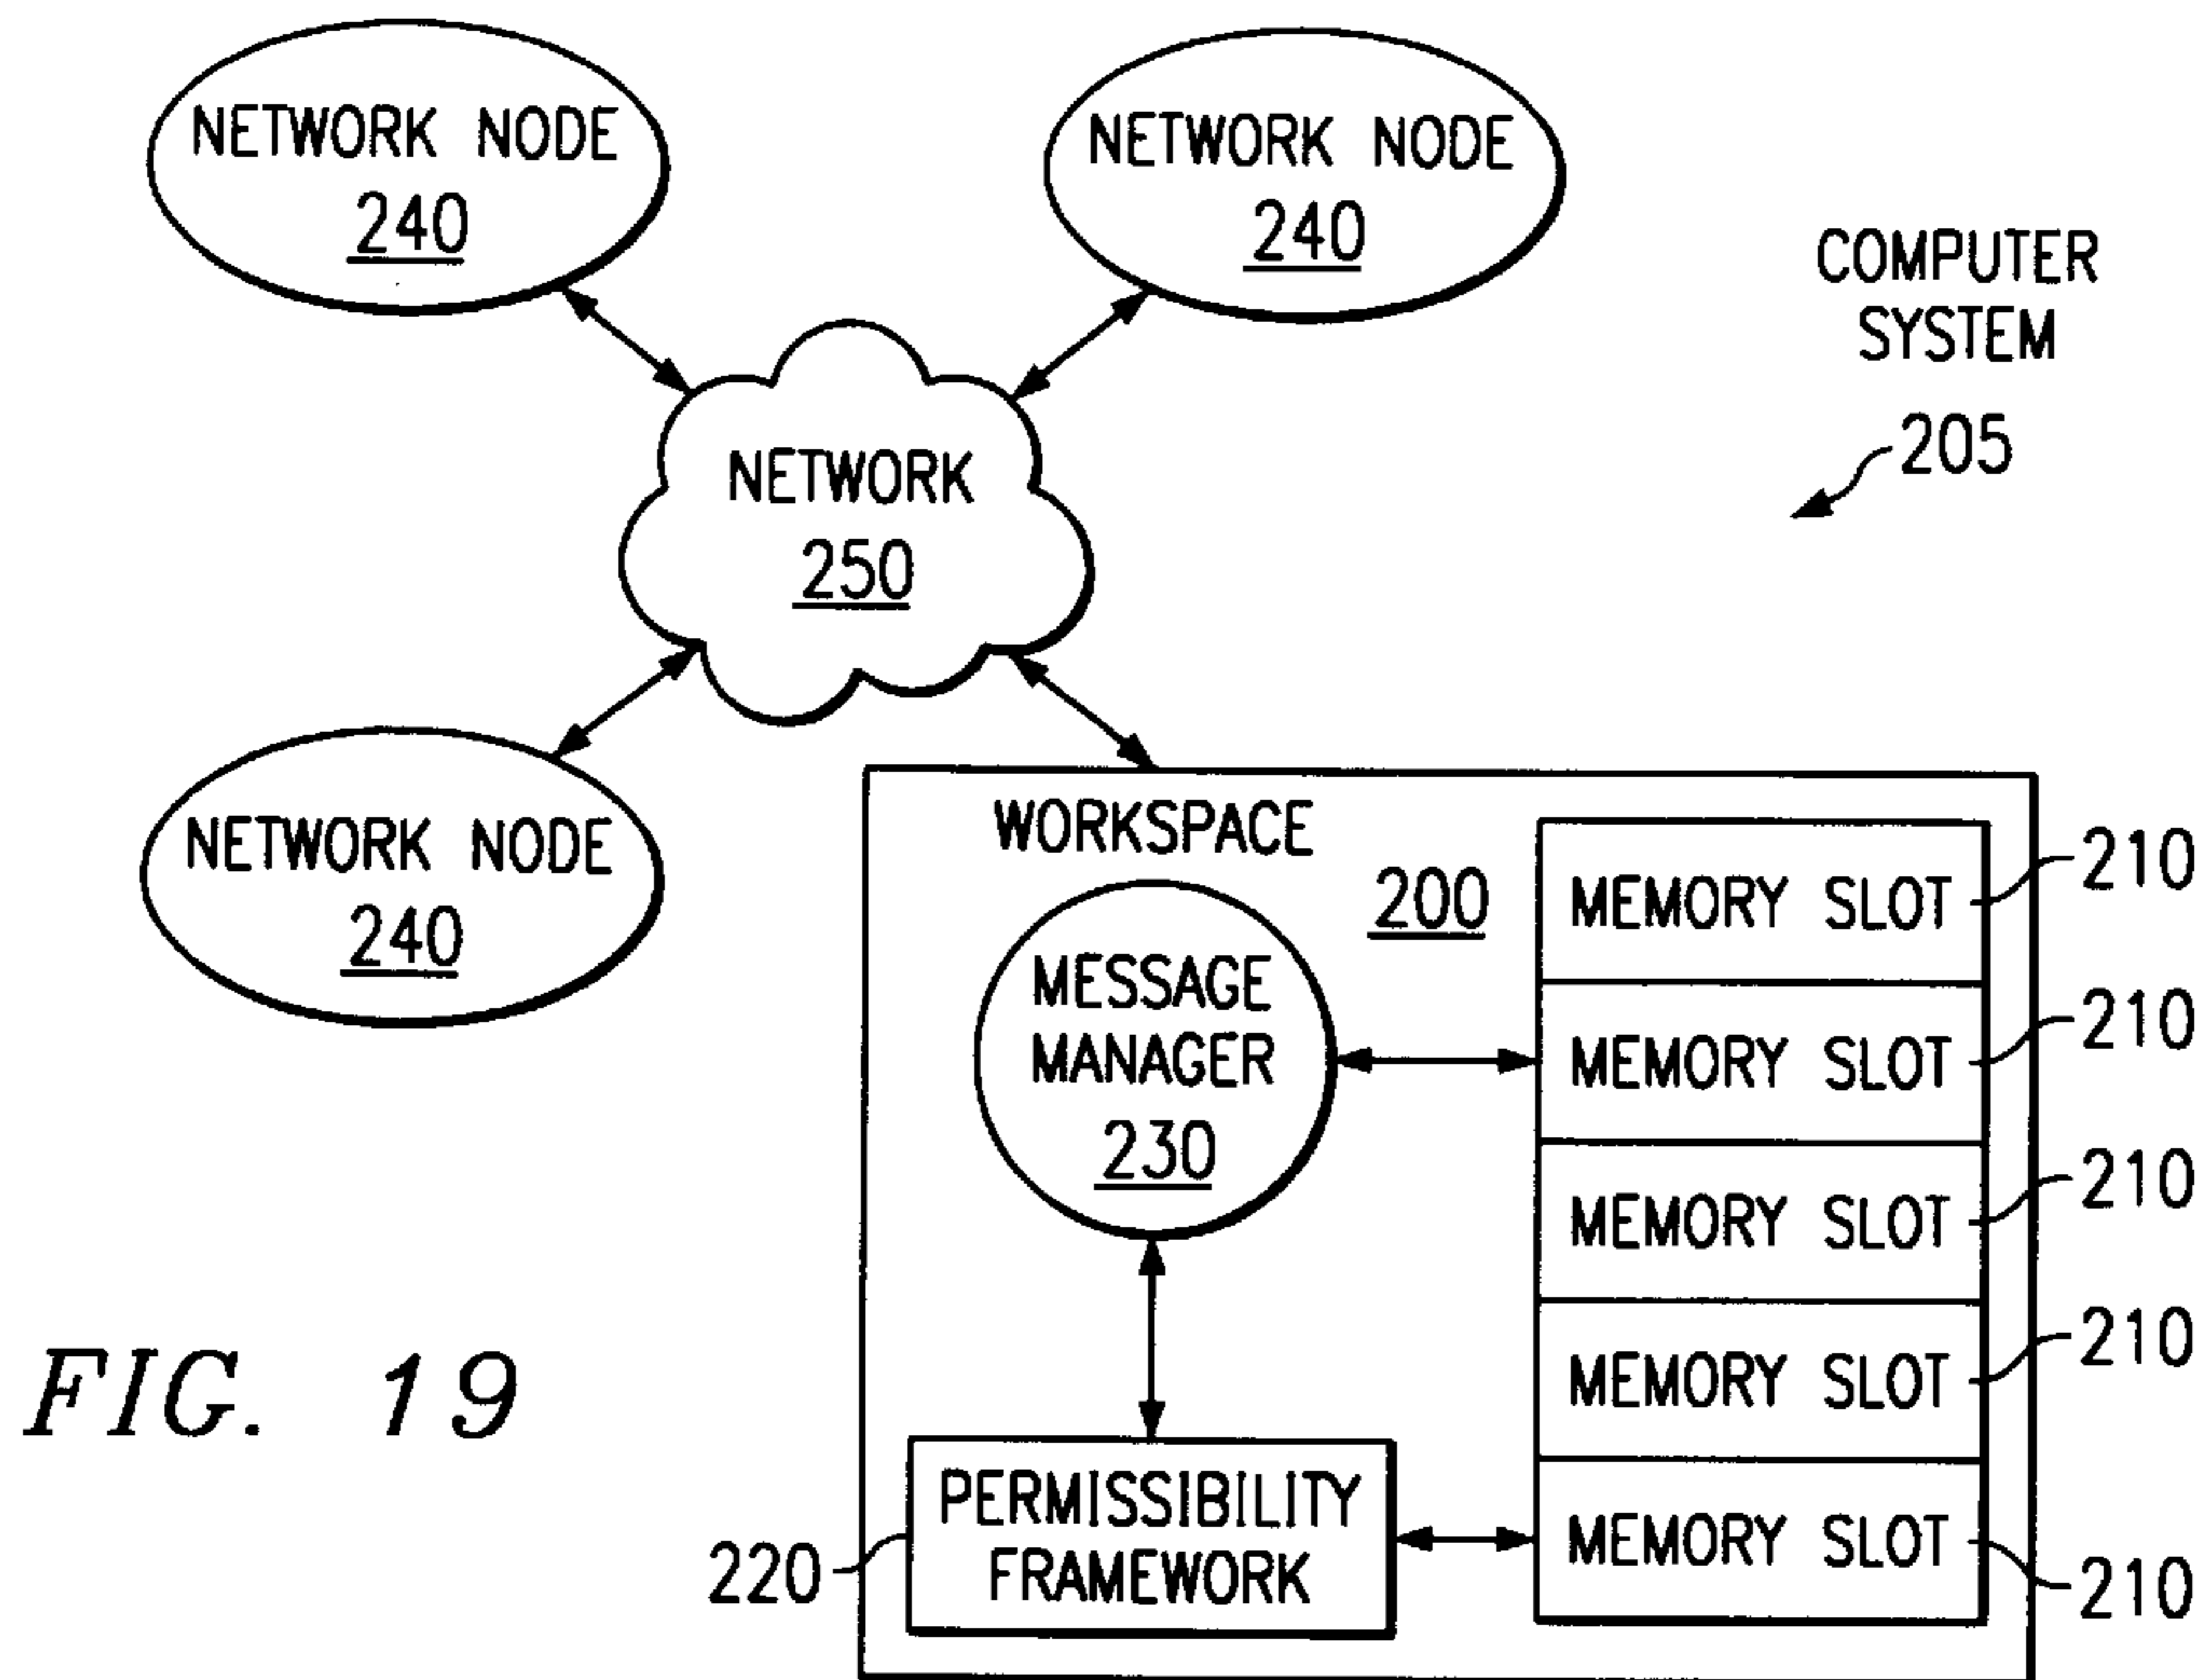 NETWORK NODE
240
NETWORK NODE
240
COMPUTER
SYSTEM
205
NETWORK
250
NETWORK NODE
240
WORKSPACE
200
MESSAGE
MANAGER
230
MEMORY SLOT
210
MEMORY SLOT
210
MEMORY SLOT
210
MEMORY SLOT
210
MEMORY SLOT
210
PERMISSIBILITY
FRAMEWORK
220
FIG. 19